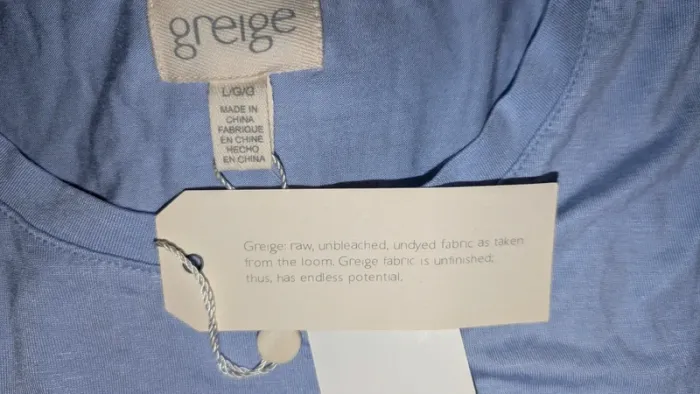 greige
L/G/G
MADE IN
CHINA
FABRIQUE
EN CHINE
HECHO
EN CHINA
Greige: raw, unbleached, undyed fabric as taken
from the loom. Greige fabric is unfinished;
thus, has endless potential.